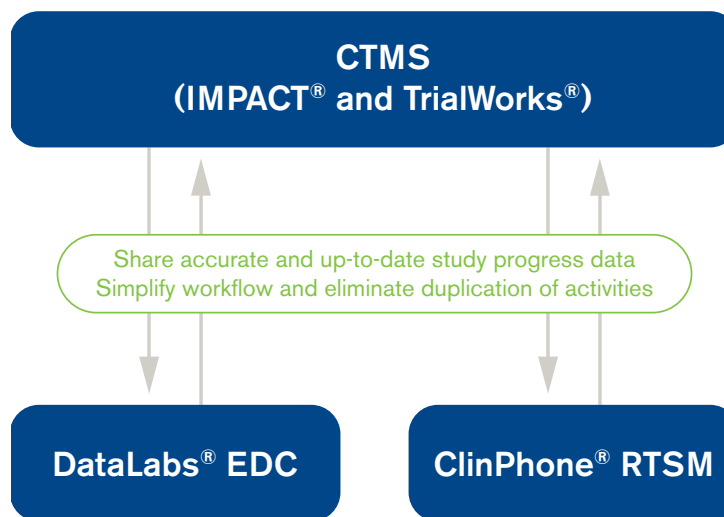 CTMS
(IMPACT® and TrialWorks®)
Share accurate and up-to-date study progress data
Simplify workflow and eliminate duplication of activities
DataLabs® EDC
ClinPhone® RTSM